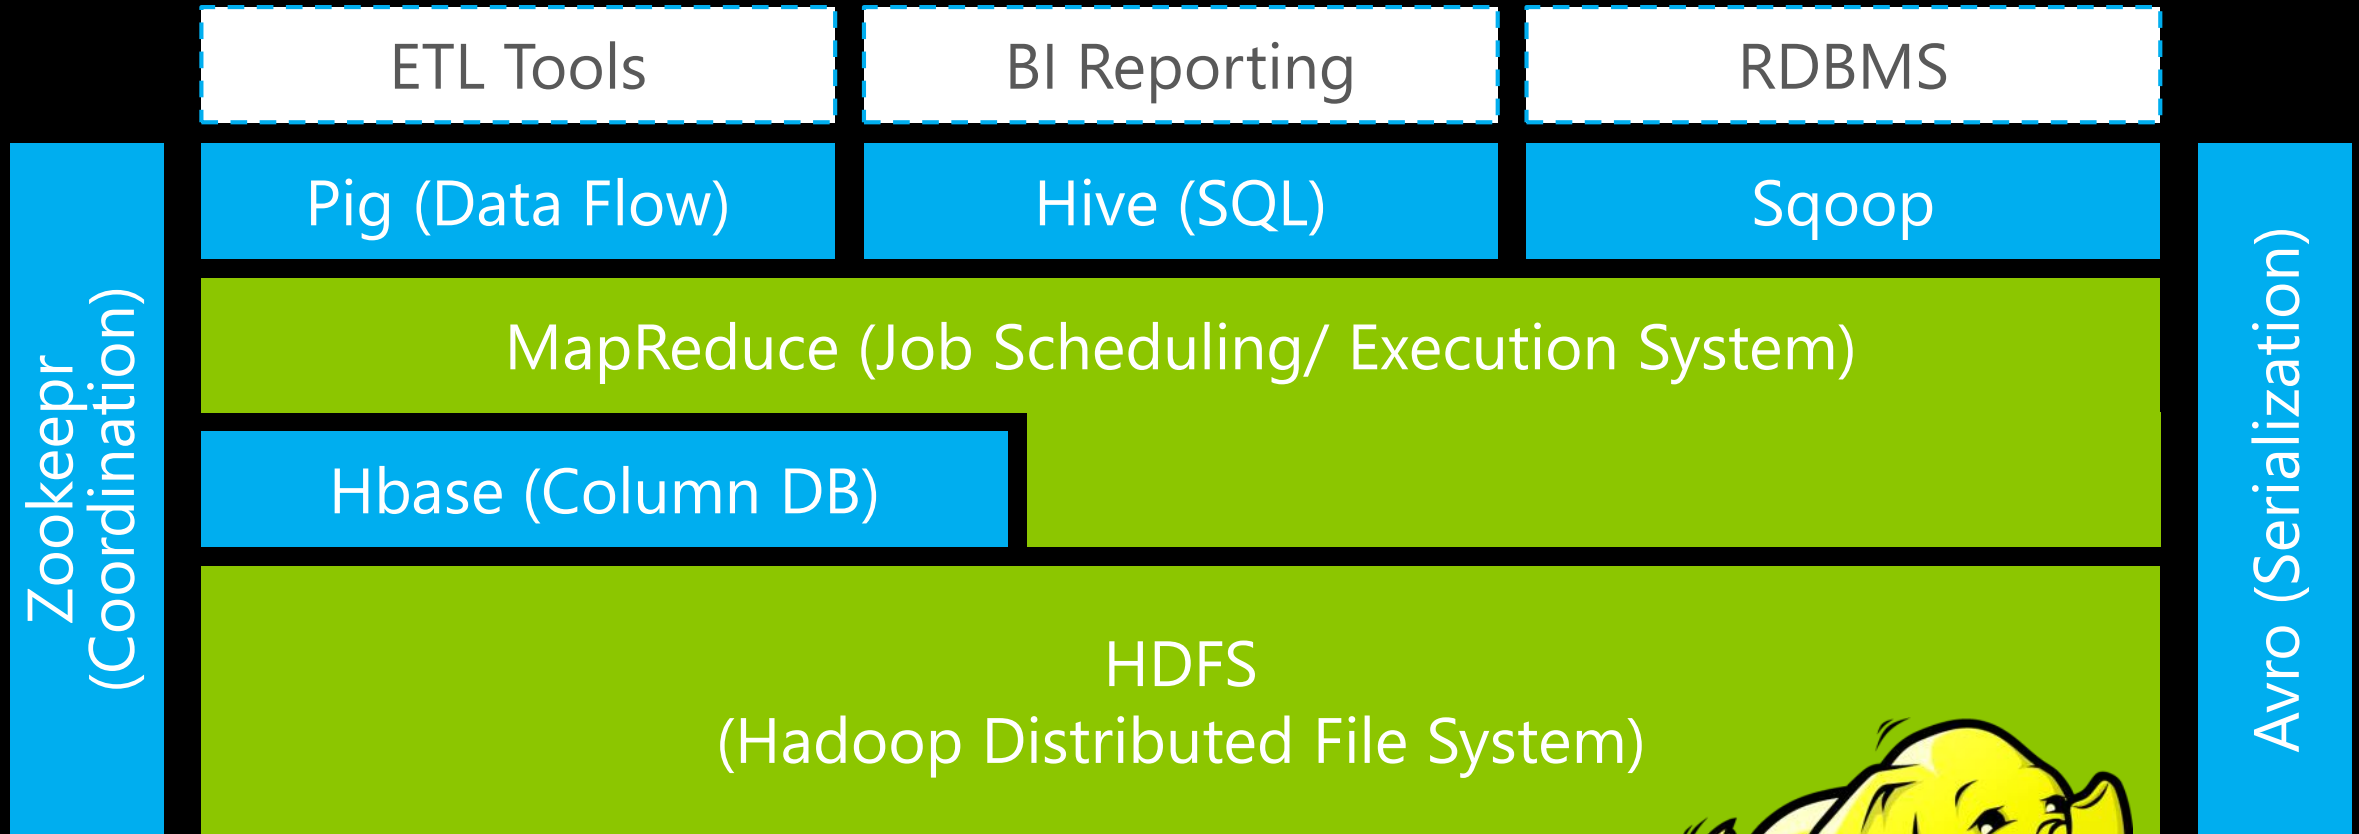 ETL Tools
BI Reporting
RDBMS
Pig (Data Flow)
Hive (SQL)
Sqoop
MapReduce (Job Scheduling/ Execution System)
Hbase (Column DB)
HDFS
(Hadoop Distributed File System)
Zookeepr
(Coordination)
Avro (Serialization)